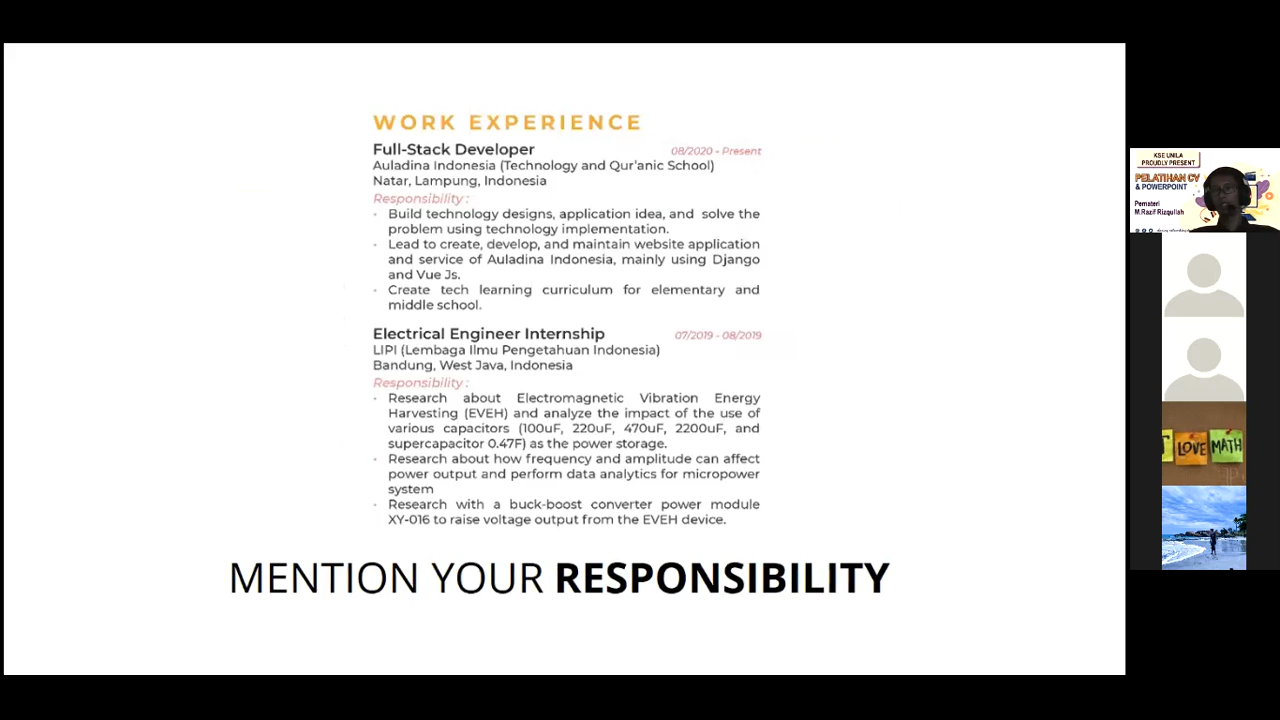 WORK EXPERIENCE
Full-Stack Developer
08/2020 - Present
Auladina Indonesia (Technology and Qur'anic School)
Natar, Lampung, Indonesia
Responsibility :
• Build technology designs, application idea, and solve the
problem using technology implementation.
• Lead to create, develop, and maintain website application
and service of Auladina Indonesia, mainly using Django
and Vue Js.
• Create tech learning curriculum for elementary and
middle school.
Electrical Engineer Internship
07/2019 - 08/2019
LIPI (Lembaga Ilmu Pengetahuan Indonesia)
Bandung, West Java, Indonesia
Responsibility :
• Research about Electromagnetic Vibration Energy
Harvesting (EVEH) and analyze the impact of the use of
various capacitors (100uF, 220uF, 470uF, 2200uF, and
supercapacitor 0.47F) as the power storage.
• Research about how frequency and amplitude can affect
power output and perform data analytics for micropower
system
• Research with a buck-boost converter power module
XY-016 to raise voltage output from the EVEH device.
MENTION YOUR RESPONSIBILITY
KSE UNILA
PROUDLY PRESENT
PELATIHAN CV
& POWERPOINT
Pemateri
M.Razif Rizqullah
LOVE
MATH